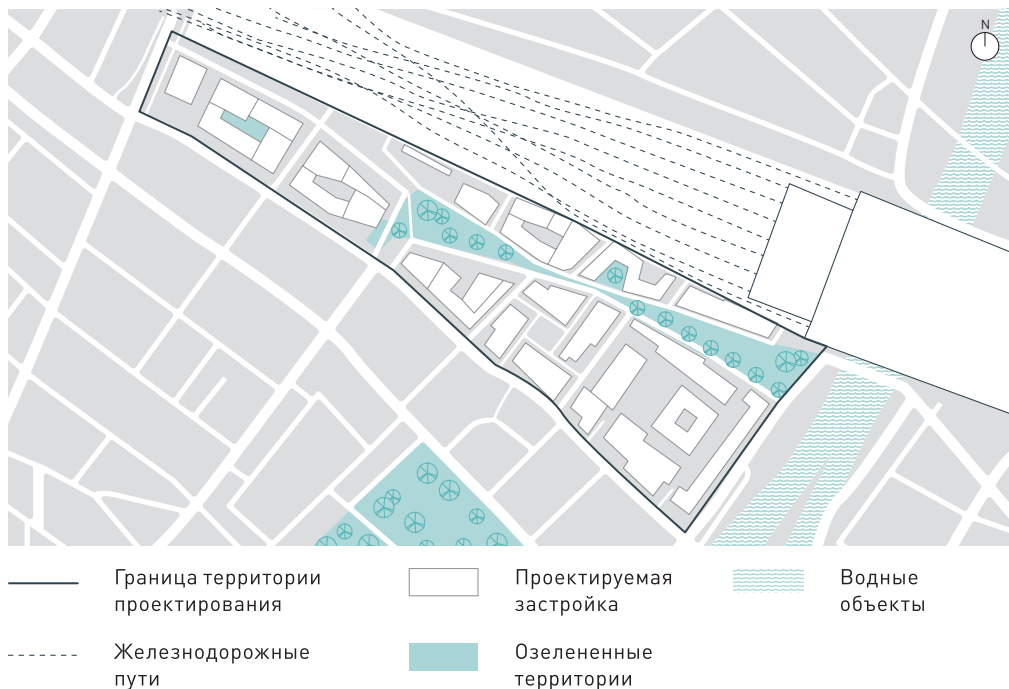 N
Граница территории
проектирования
Проектируемая
застройка
Водные
объекты
Железнодорожные
пути
Озелененные
территории